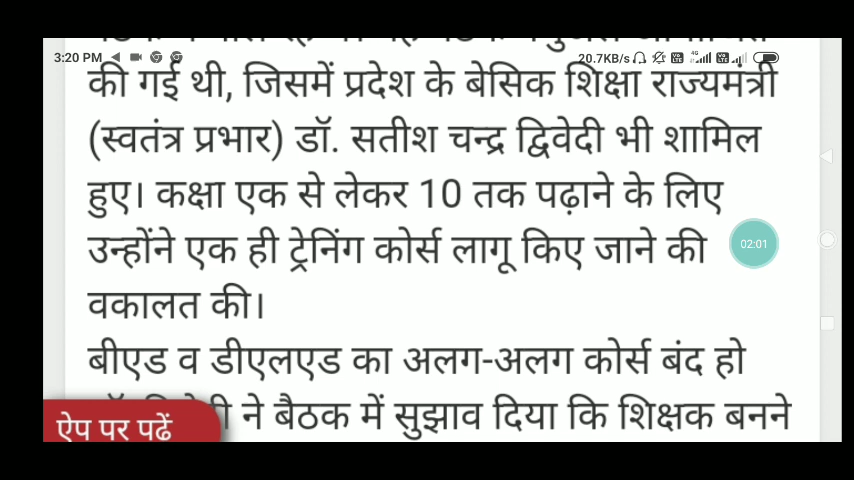 3:20 PM
20.7KB/s
की गई थी, जिसमें प्रदेश के बेसिक शिक्षा राज्यमंत्री
(स्वतंत्र प्रभार) डॉ. सतीश चन्द्र द्विवेदी भी शामिल
हुए। कक्षा एक से लेकर 10 तक पढ़ाने के लिए
उन्होंने एक ही ट्रेनिंग कोर्स लागू किए जाने की
02:01
वकालत की।
बीएड व डीएलएड का अलग-अलग कोर्स बंद हो
ने बैठक में सुझाव दिया कि शिक्षक बनने
ऐप पर पढें